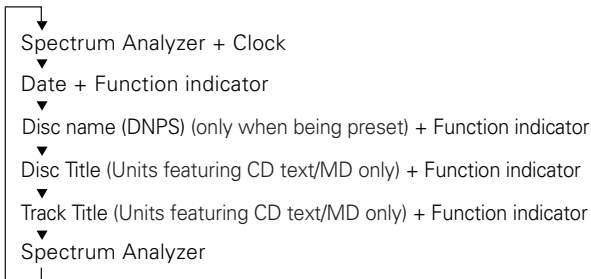 Spectrum Analyzer + Clock
Date + Function indicator
Disc name (DNPS) (only when being preset) + Function indicator
Disc Title (Units featuring CD text/MD only) + Function indicator
Track Title (Units featuring CD text/MD only) + Function indicator
Spectrum Analyzer